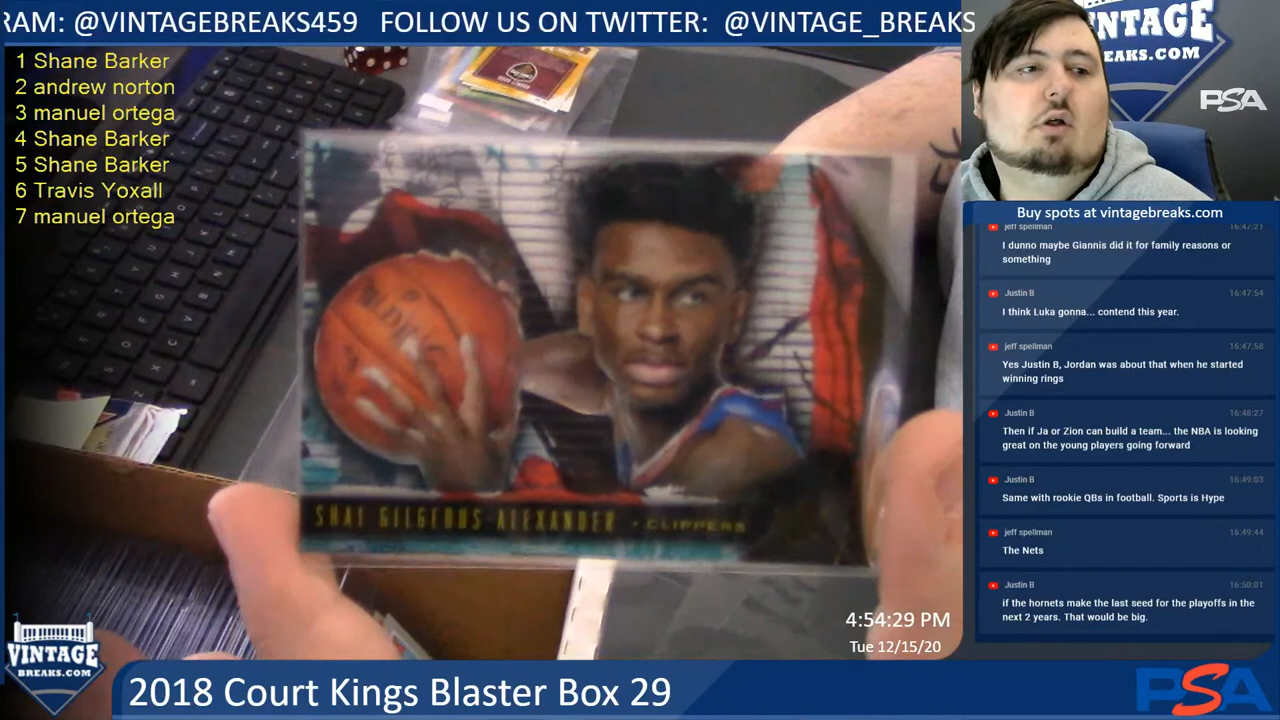 RAM: @VINTAGEBREAKS459 FOLLOW US ON TWITTER: @VINTAGE_BREAKS
1 Shane Barker
2 andrew norton
3 manuel ortega
4 Shane Barker
5 Shane Barker
6 Travis Yoxall
7 manuel ortega
VINTAGE
BREAKS.COM
PSA
SHAI GILGEOUS-ALEXANDER • CLIPPERS
Buy spots at vintagebreaks.com
jeff spellman 16:47:21
I dunno maybe Giannis did it for family reasons or
something
Justin B 16:47:54
I think Luka gonna... contend this year.
jeff spellman 16:47:58
Yes Justin B, Jordan was about that when he started
winning rings
Justin B 16:48:27
Then if Ja or Zion can build a team... the NBA is looking
great on the young players going forward
Justin B 16:49:03
Same with rookie QBs in football. Sports is Hype
jeff spellman 16:49:44
The Nets
Justin B 16:50:01
if the hornets make the last seed for the playoffs in the
next 2 years. That would be big.
4:54:29 PM
Tue 12/15/20
VINTAGE
BREAKS.COM
2018 Court Kings Blaster Box 29
PSA